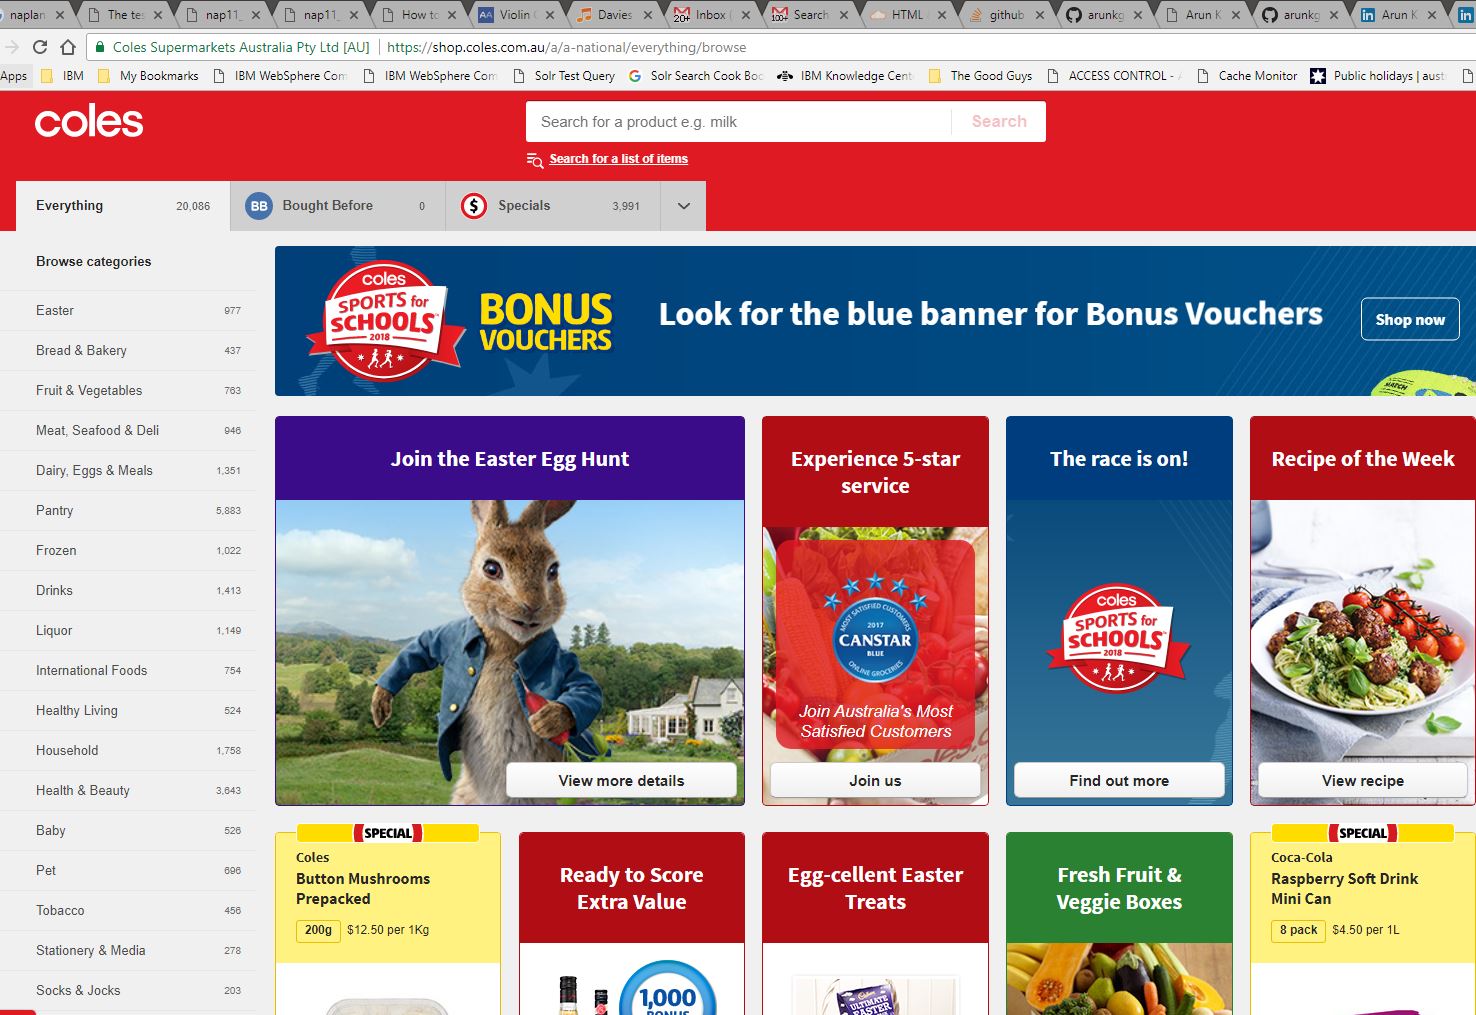 naplan
The tes
nap11_
nap11_
How to
Violin
Davies
Inbox (
Search
HTML
github
arunkg
Arun K
arunkg
Arun K
Coles Supermarkets Australia Pty Ltd [AU] https://shop.coles.com.au/a/a-national/everything/browse
Apps IBM My Bookmarks IBM WebSphere Com IBM WebSphere Com Solr Test Query Solr Search Cook Boo IBM Knowledge Cent The Good Guys ACCESS CONTROL - Cache Monitor Public holidays | aust
coles
Search for a product e.g. milk Search
Search for a list of items
Everything 20,086
BB Bought Before 0
$ Specials 3,991
Browse categories
Easter 977
Bread & Bakery 437
Fruit & Vegetables 763
Meat, Seafood & Deli 946
Dairy, Eggs & Meals 1,351
Pantry 5,883
Frozen 1,022
Drinks 1,413
Liquor 1,149
International Foods 754
Healthy Living 524
Household 1,758
Health & Beauty 3,643
Baby 526
Pet 696
Tobacco 456
Stationery & Media 278
Socks & Jocks 203
coles
SPORTS for
SCHOOLS
2018
BONUS
VOUCHERS
Look for the blue banner for Bonus Vouchers
Shop now
MATCH
Join the Easter Egg Hunt
View more details
Experience 5-star
service
MOST SATISFIED CUSTOMERS
2017
CANSTAR
BLUE
ONLINE GROCERIES
Join Australia's Most
Satisfied Customers
Join us
The race is on!
coles
SPORTS for
SCHOOLS
2018
Find out more
Recipe of the Week
View recipe
SPECIAL
Coles
Button Mushrooms
Prepacked
200g $12.50 per 1Kg
Ready to Score
Extra Value
1,000
BONUS
Egg-cellent Easter
Treats
Cadbury
ULTIMATE
EASTER
Fresh Fruit &
Veggie Boxes
SPECIAL
Coca-Cola
Raspberry Soft Drink
Mini Can
8 pack $4.50 per 1L